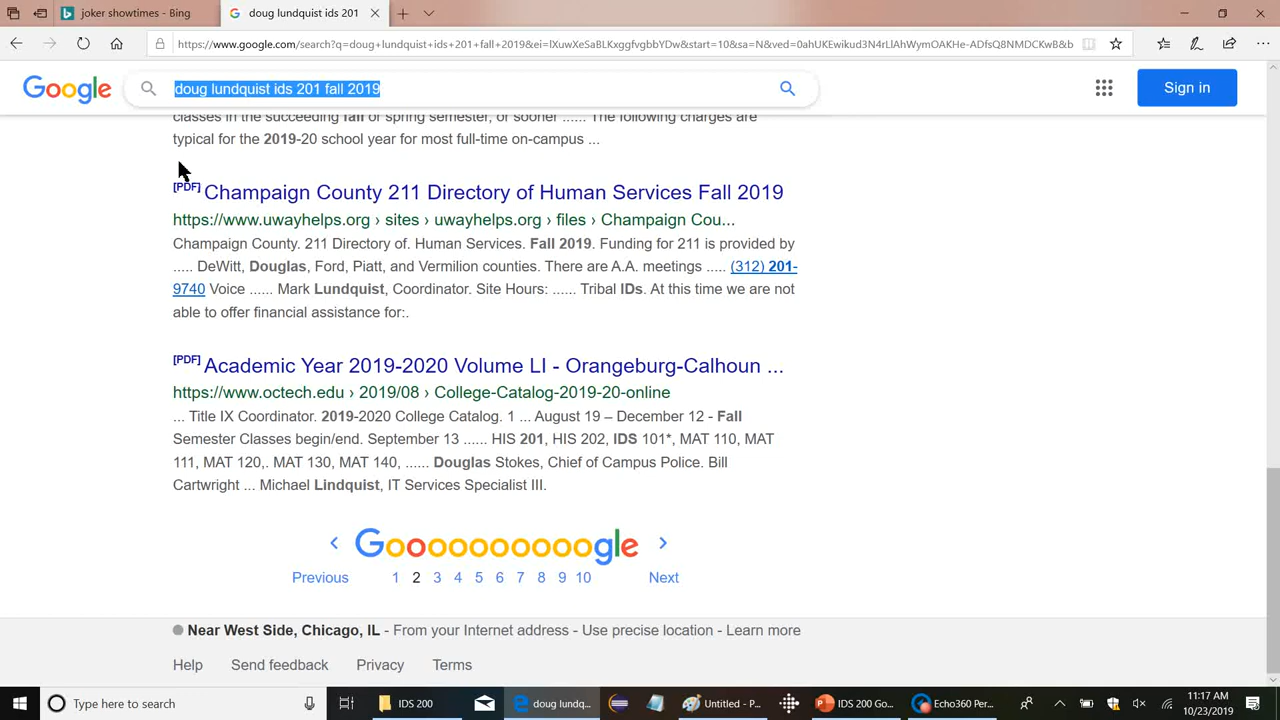 joker showtimes - Bing
doug lundquist ids 201
https://www.google.com/search?q=doug+lundquist+ids+201+fall+2019&ei=lXuwXeSaBLKxggfvgbbYDw&start=10&sa=N&ved=0ahUKEwikud3N4rLlAhWymOAKHe-ADfsQ8NMDCKwB&b
Google
doug lundquist ids 201 fall 2019
Sign in
classes in the succeeding fall or spring semester, or sooner ...... The following charges are
typical for the 2019-20 school year for most full-time on-campus ...
[PDF] Champaign County 211 Directory of Human Services Fall 2019
https://www.uwayhelps.org › sites › uwayhelps.org › files › Champaign Cou...
Champaign County. 211 Directory of. Human Services. Fall 2019. Funding for 211 is provided by
..... DeWitt, Douglas, Ford, Piatt, and Vermilion counties. There are A.A. meetings ..... (312) 201-
9740 Voice ...... Mark Lundquist, Coordinator. Site Hours: ...... Tribal IDs. At this time we are not
able to offer financial assistance for:.
[PDF] Academic Year 2019-2020 Volume LI - Orangeburg-Calhoun ...
https://www.octech.edu › 2019/08 › College-Catalog-2019-20-online
... Title IX Coordinator. 2019-2020 College Catalog. 1 ... August 19 – December 12 - Fall
Semester Classes begin/end. September 13 ...... HIS 201, HIS 202, IDS 101*, MAT 110, MAT
111, MAT 120,. MAT 130, MAT 140, ...... Douglas Stokes, Chief of Campus Police. Bill
Cartwright ... Michael Lindquist, IT Services Specialist III.
Goooooooooogle
Previous 1 2 3 4 5 6 7 8 9 10 Next
Near West Side, Chicago, IL - From your Internet address - Use precise location - Learn more
Help Send feedback Privacy Terms
Type here to search
IDS 200
doug lundq...
Untitled - P...
IDS 200 Go...
Echo360 Per...
11:17 AM
10/23/2019